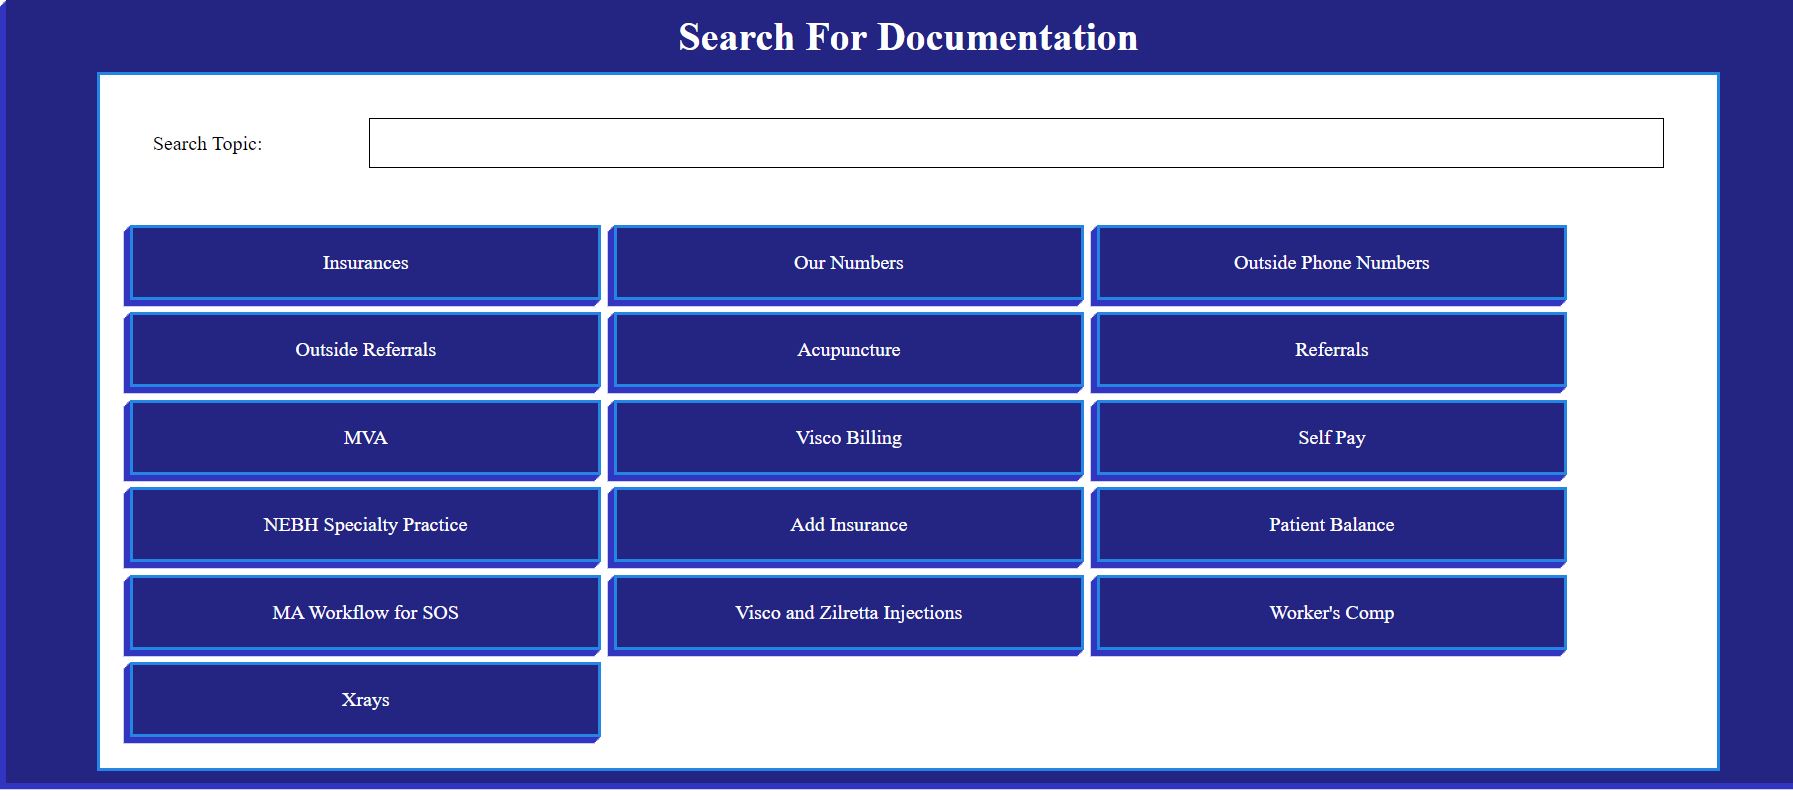 Search For Documentation
Search Topic:
Insurances
Our Numbers
Outside Phone Numbers
Outside Referrals
Acupuncture
Referrals
MVA
Visco Billing
Self Pay
NEBH Specialty Practice
Add Insurance
Patient Balance
MA Workflow for SOS
Visco and Zilretta Injections
Worker's Comp
Xrays